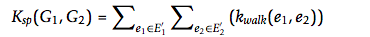 K_{sp}(G_1, G_2) = \sum_{e_1 \in E_1'} \sum_{e_2 \in E_2'} (k_{walk}(e_1, e_2))